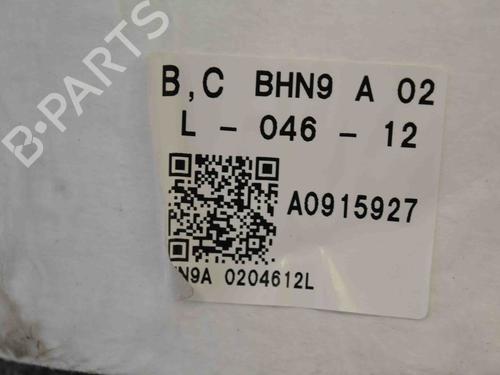 B-PARTS
B,C BHN9 A 02
L - 046 - 12
A0915927
N9A 0204612L